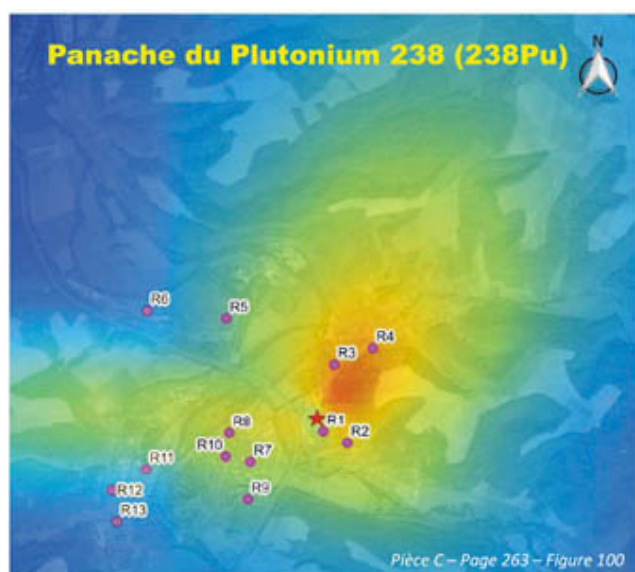 Panache du Plutonium 238 (238Pu)
N
R6
R5
R4
R3
R1
R8
R2
R10
R7
R11
R12
R9
R13
Pièce C – Page 263 – Figure 100